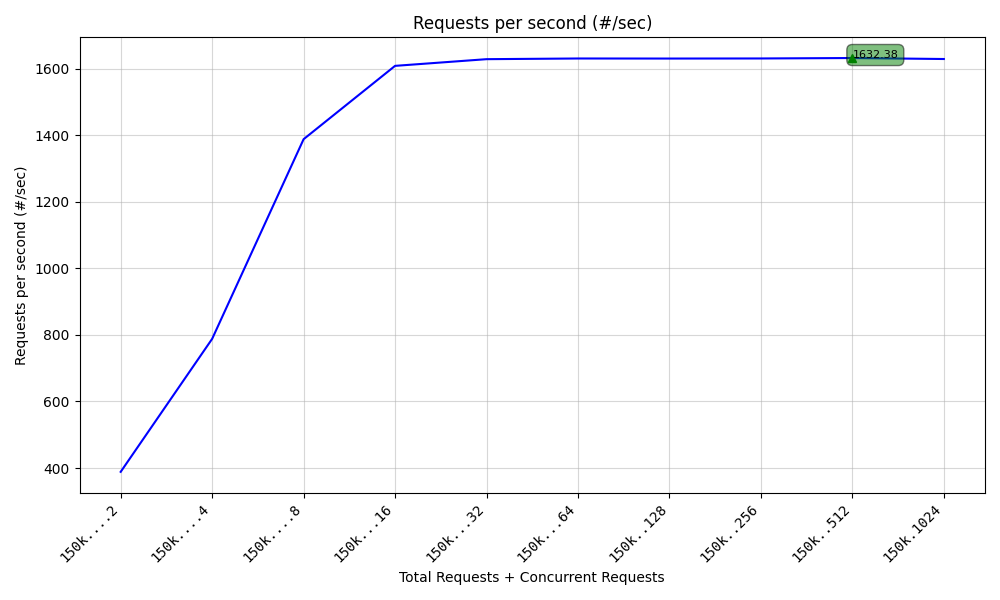 Requests per second (#/sec)
1632.38
1600
1400
1200
1000
800
600
400
Requests per second (#/sec)
150k....2
150k....4
150k....8
150k...16
150k...32
150k...64
150k..128
150k..256
150k..512
150k.1024
Total Requests + Concurrent Requests